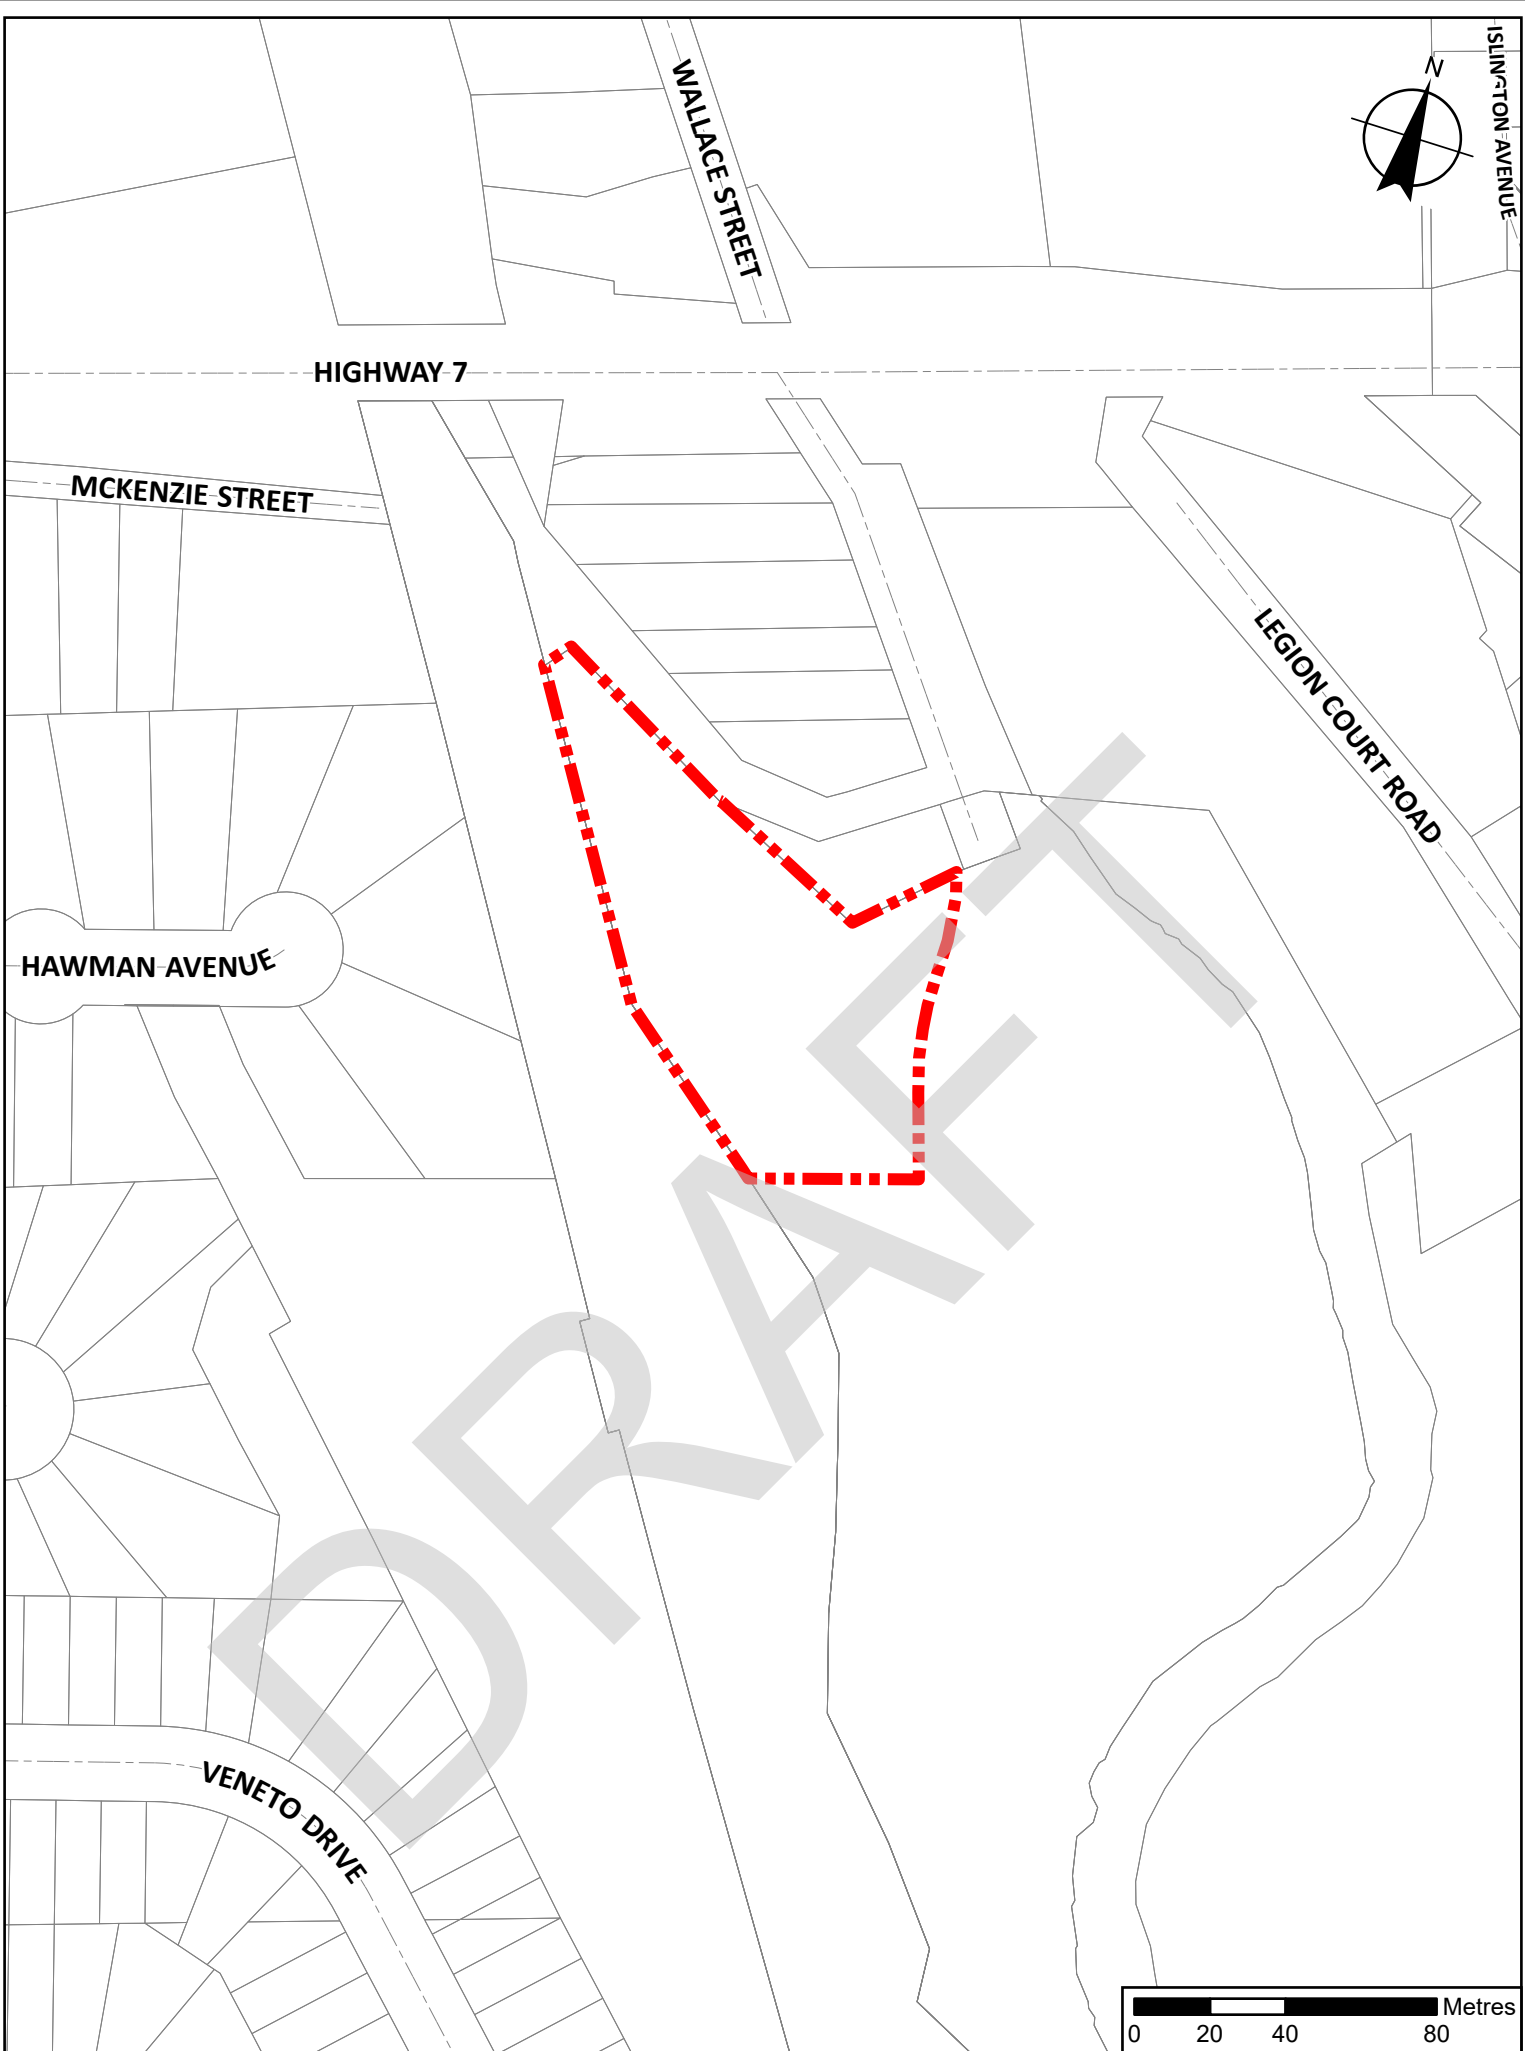 WALLACE STREET
N
ISLINGTON AVENUE
HIGHWAY 7
MCKENZIE STREET
LEGION COURT ROAD
HAWMAN AVENUE
DRAFT
VENETO DRIVE
Metres
0 20 40 80